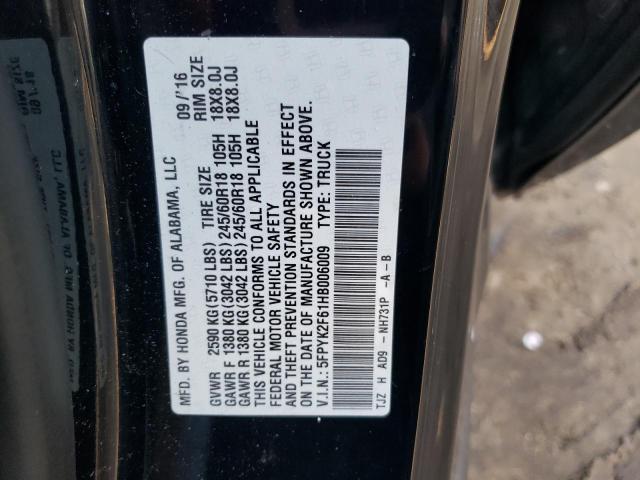 MFD. BY HONDA MFG. OF ALABAMA, LLC 09/'16
GVWR 2590 KG(5710 LBS) TIRE SIZE RIM SIZE
GAWR F 1380 KG(3042 LBS)245/60R18 105H 18X8.0J
GAWR R 1380 KG(3042 LBS)245/60R18 105H 18X8.0J
THIS VEHICLE CONFORMS TO ALL APPLICABLE
FEDERAL MOTOR VEHICLE SAFETY
AND THEFT PREVENTION STANDARDS IN EFFECT
ON THE DATE OF MANUFACTURE SHOWN ABOVE.
V.I.N.: 5FPYK2F61HB006009 TYPE: TRUCK
TJZ H AD9 -NH731P -A -B